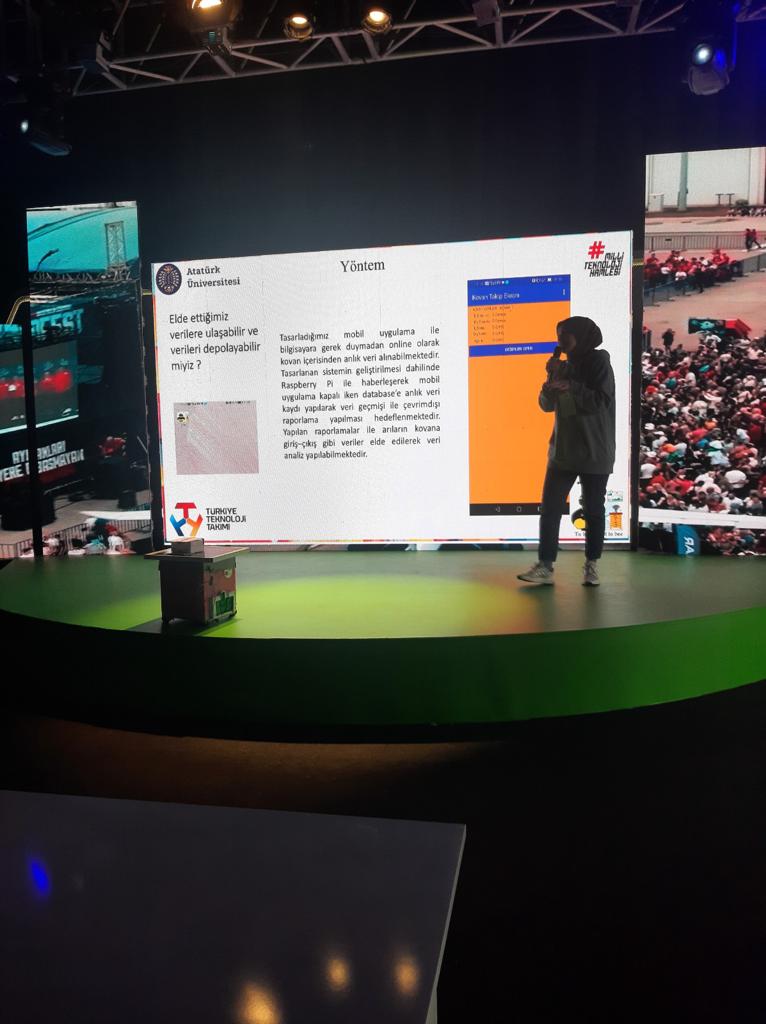 Atatürk
Üniversitesi
Yöntem
#
MİLLİ
TEKNOLOJİ
HAMLESİ
Elde ettiğimiz
verilere ulaşabilir ve
verileri depolayabilir
miyiz ?
Tasarladığımız mobil uygulama ile
bilgisayara gerek duymadan online olarak
kovan içerisinden anlık veri alınabilmektedir.
Tasarlanan sistemin geliştirilmesi dahilinde
Raspberry Pi ile haberleşerek mobil
uygulama kapalı iken database'e anlık veri
kaydı yapılarak veri geçmişi ile çevrimdışı
raporlama yapılması hedeflenmektedir.
Yapılan raporlamalar ile arıların kovana
giriş-çıkış gibi veriler elde edilerek veri
analiz yapılabilmektedir.
Kovan Takip Ekranı
TÜRKİYE
TEKNOLOJİ
TAKIMI